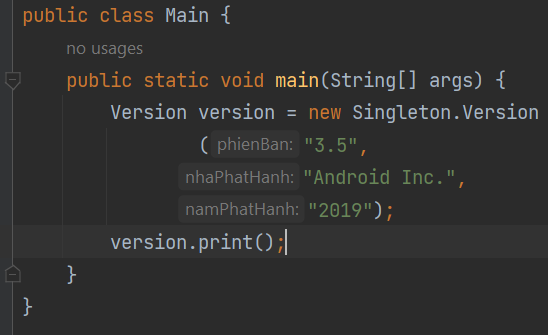 public class Main {
no usages
public static void main(String[] args) {
Version version = new Singleton.Version
( phienBan: "3.5",
nhaPhatHanh: "Android Inc.",
namPhatHanh: "2019");
version.print();
}
}